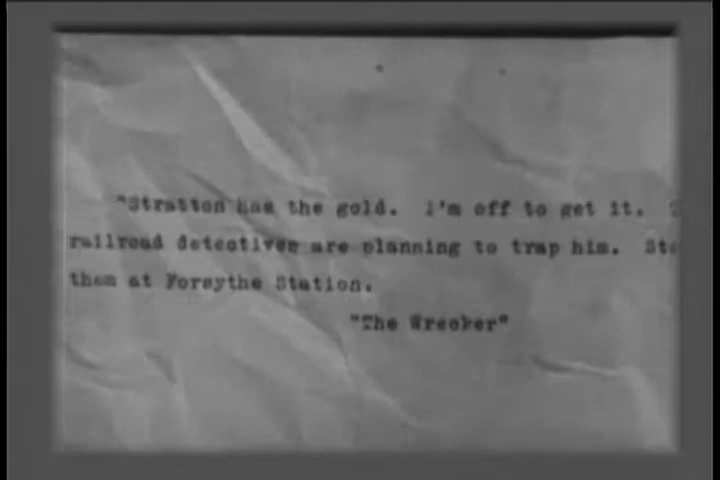 "Stratton has the gold. I'm off to get it.
railroad detectives are planning to trap him.
them at Forsythe Station.
"The Wrecker"